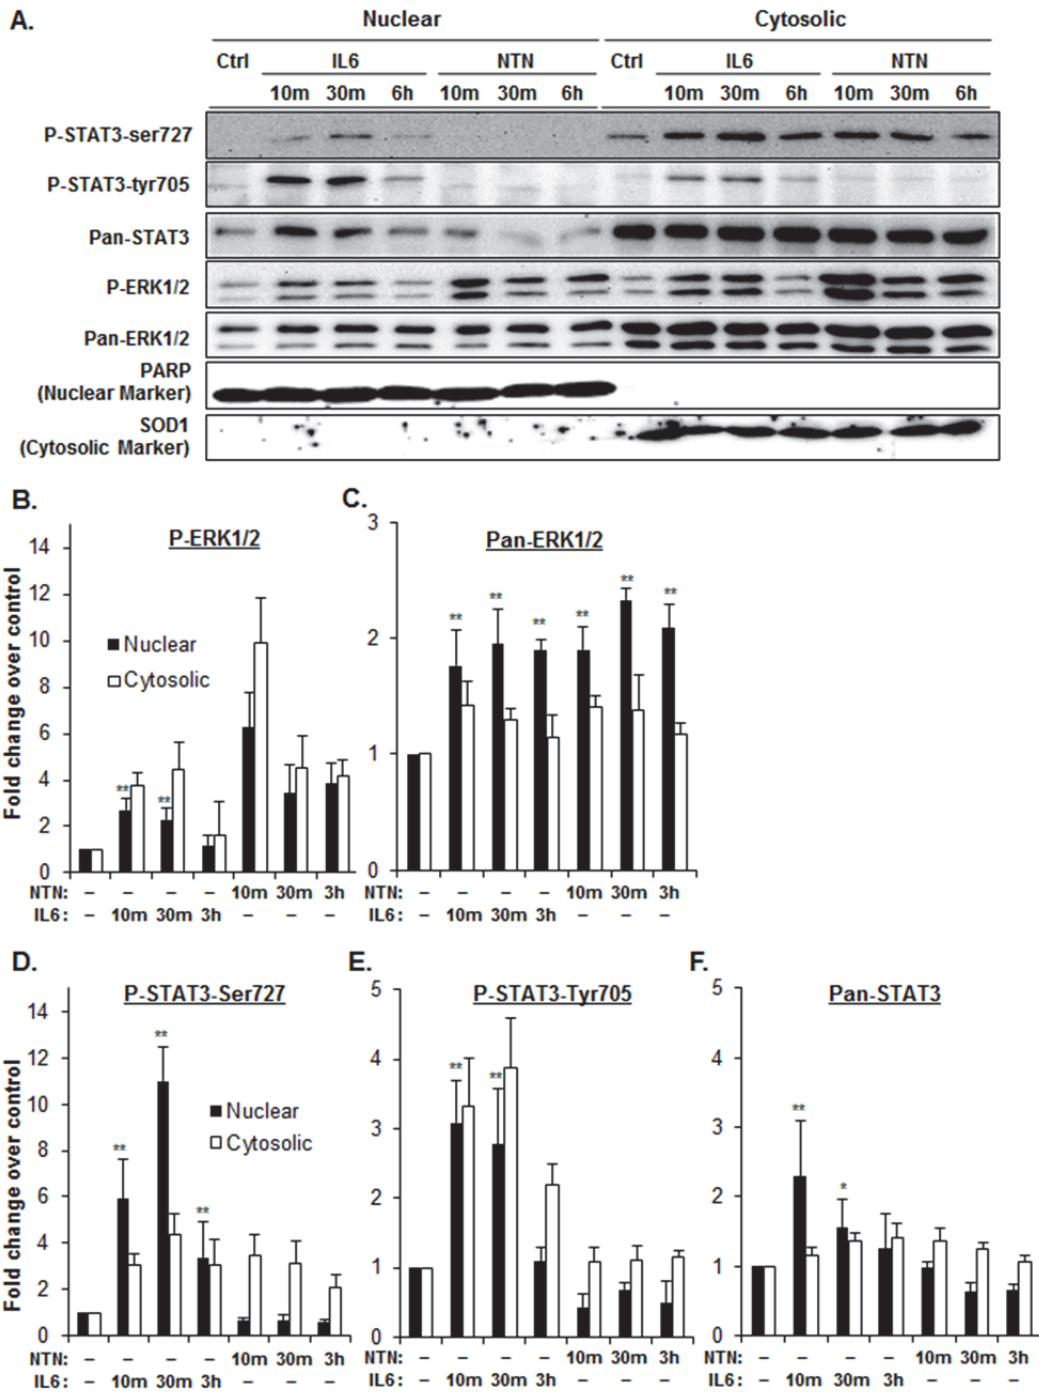 A.
Nuclear Cytosolic
Ctrl IL6 NTN Ctrl IL6 NTN
10m 30m 6h 10m 30m 6h 10m 30m 6h 10m 30m 6h
P-STAT3-ser727
P-STAT3-tyr705
Pan-STAT3
P-ERK1/2
Pan-ERK1/2
PARP
(Nuclear Marker)
SOD1
(Cytosolic Marker)
B.
P-ERK1/2
Fold change over control
14
12
10
8
6
4
2
0
Nuclear
Cytosolic
** **
NTN: – – – – 10m 30m 3h
IL6: – 10m 30m 3h – – –
C.
Pan-ERK1/2
3
2
1
0
** ** ** ** ** **
– – – – 10m 30m 3h
– 10m 30m 3h – – –
D.
P-STAT3-Ser727
Fold change over control
14
12
10
8
6
4
2
0
Nuclear
Cytosolic
** ** **
NTN: – – – – 10m 30m 3h
IL6: – 10m 30m 3h – – –
E.
P-STAT3-Tyr705
5
4
3
2
1
0
** **
– – – – 10m 30m 3h
– 10m 30m 3h – – –
F.
Pan-STAT3
5
4
3
2
1
0
** *
– – – – 10m 30m 3h
– 10m 30m 3h – – –